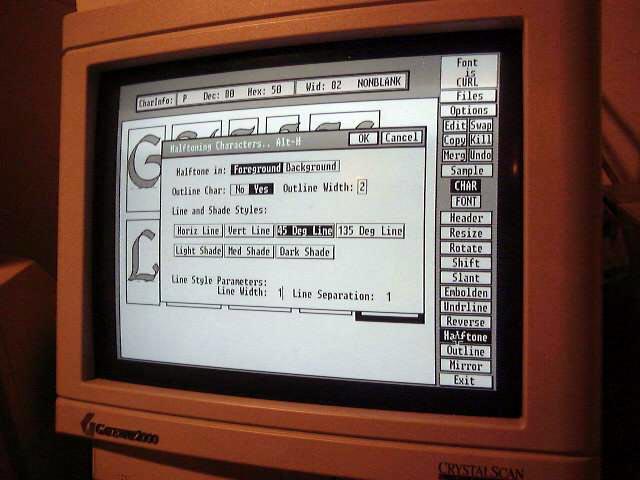 CharInfo: P Dec: 80 Hex: 50 Wid: 82 NONBLANK
Halftoning Characters.. Alt-H OK Cancel
Halftone in: Foreground Background
Outline Char: No Yes Outline Width: 2
Line and Shade Styles:
Horiz Line Vert Line 45 Deg Line 135 Deg Line
Light Shade Med Shade Dark Shade
Line Style Parameters:
Line Width: 1 Line Separation: 1
G
L
Font
is
CURL
Files
Options
Edit Swap
Copy Kill
Merg Undo
Sample
CHAR
FONT
Header
Resize
Rotate
Shift
Slant
Embolden
Undrline
Reverse
Halftone
Outline
Mirror
Exit
GATEWAY2000
CRYSTALSCAN